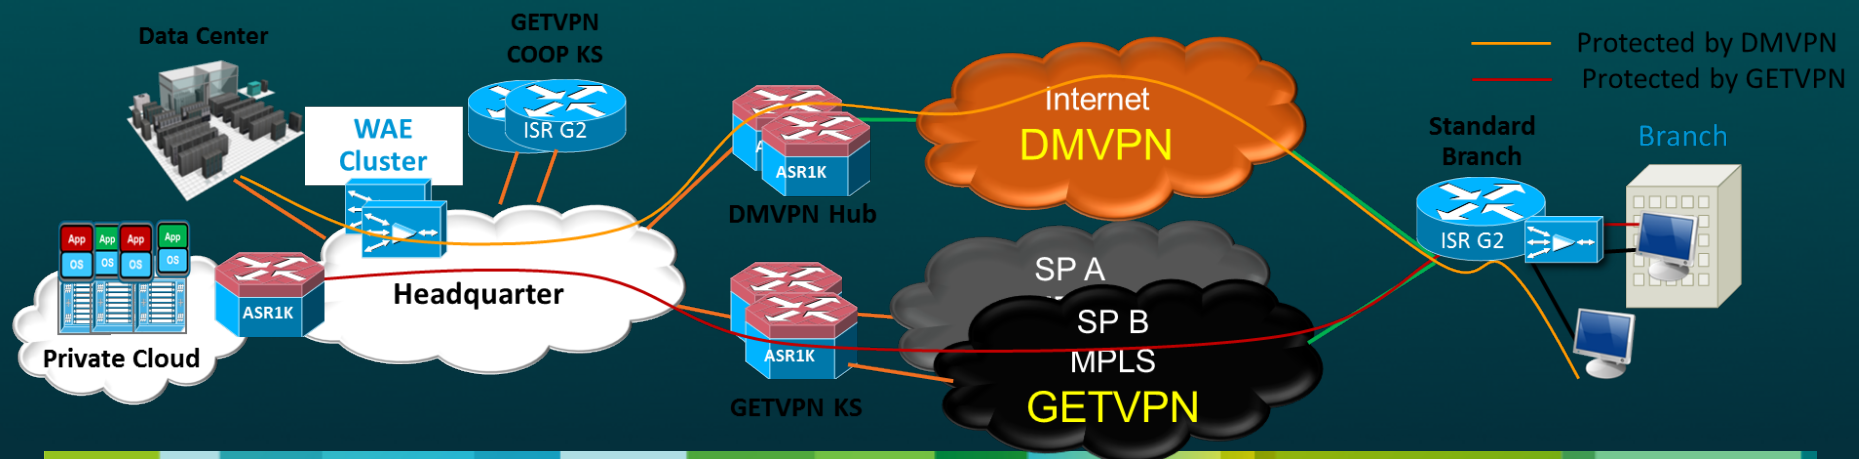 Data Center
GETVPN
COOP KS
ISR G2
WAE
Cluster
App
App
App
App
OS
OS
OS
OS
Private Cloud
ASR1K
Headquarter
ASR1K
DMVPN Hub
ASR1K
GETVPN KS
Internet
DMVPN
SP A
SP B
MPLS
GETVPN
Protected by DMVPN
Protected by GETVPN
Standard
Branch
ISR G2
Branch